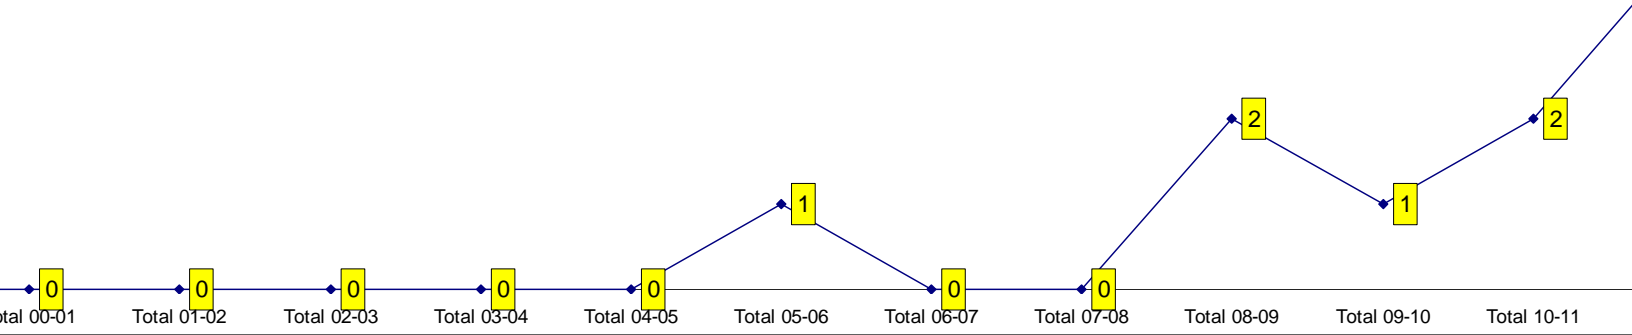 2
2
1
1
0
0
0
0
0
0
0
otal 00-01
Total 01-02
Total 02-03
Total 03-04
Total 04-05
Total 05-06
Total 06-07
Total 07-08
Total 08-09
Total 09-10
Total 10-11